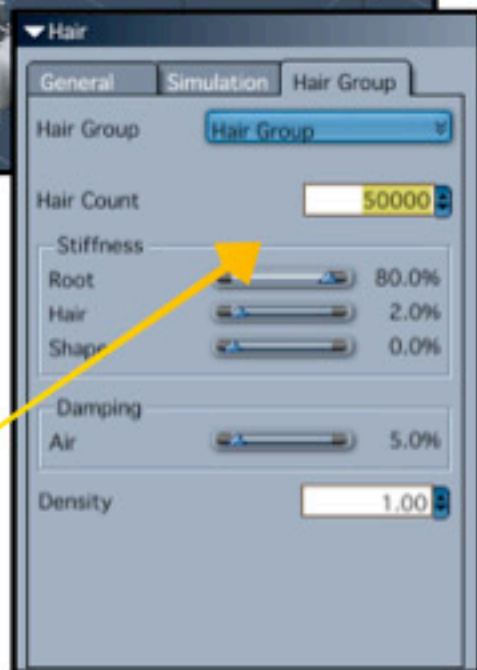 Hair
General Simulation Hair Group
Hair Group Hair Group
Hair Count 50000
Stiffness
Root 80.0%
Hair 2.0%
Shape 0.0%
Damping
Air 5.0%
Density 1.00